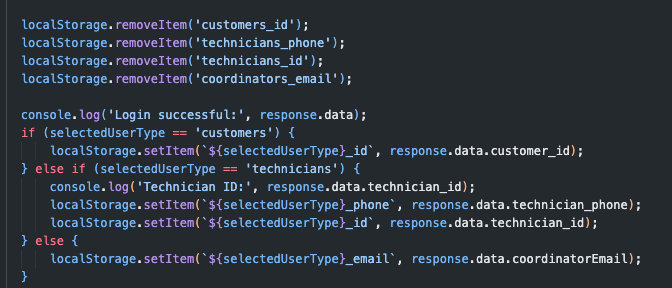 localStorage.removeItem('customers_id');
localStorage.removeItem('technicians_phone');
localStorage.removeItem('technicians_id');
localStorage.removeItem('coordinators_email');
console.log('Login successful:', response.data);
if (selectedUserType == 'customers') {
localStorage.setItem(`${selectedUserType}_id`, response.data.customer_id);
} else if (selectedUserType == 'technicians') {
console.log('Technician ID:', response.data.technician_id);
localStorage.setItem(`${selectedUserType}_phone`, response.data.technician_phone);
localStorage.setItem(`${selectedUserType}_id`, response.data.technician_id);
} else {
localStorage.setItem(`${selectedUserType}_email`, response.data.coordinatorEmail);
}